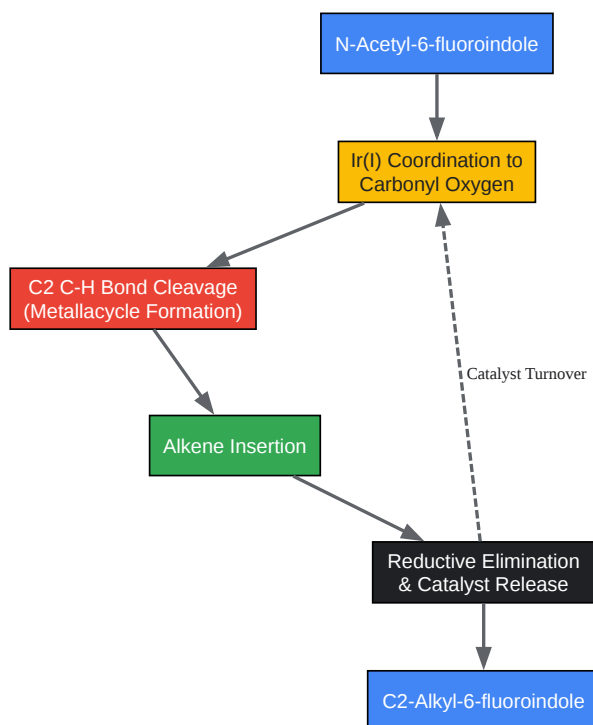 N-Acetyl-6-fluoroindole
Ir(I) Coordination to
Carbonyl Oxygen
C2 C-H Bond Cleavage
(Metallacycle Formation)
Catalyst Turnover
Alkene Insertion
Reductive Elimination
& Catalyst Release
C2-Alkyl-6-fluoroindole